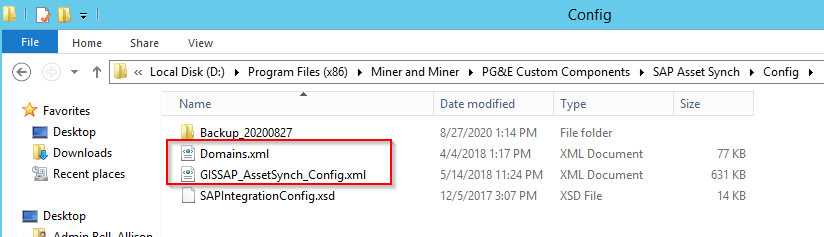 Config
File Home Share View
Local Disk (D:) Program Files (x86) Miner and Miner PG&E Custom Components SAP Asset Synch Config
Favorites
Desktop
Downloads
Recent places
Desktop
Admin Bell, Allison
Name Date modified Type Size
Backup_20200827 8/27/2020 1:14 PM File folder
Domains.xml 4/4/2018 1:17 PM XML Document 77 KB
GISSAP_AssetSynch_Config.xml 5/14/2018 11:24 PM XML Document 631 KB
SAPIntegrationConfig.xsd 12/5/2017 3:07 PM XSD File 14 KB